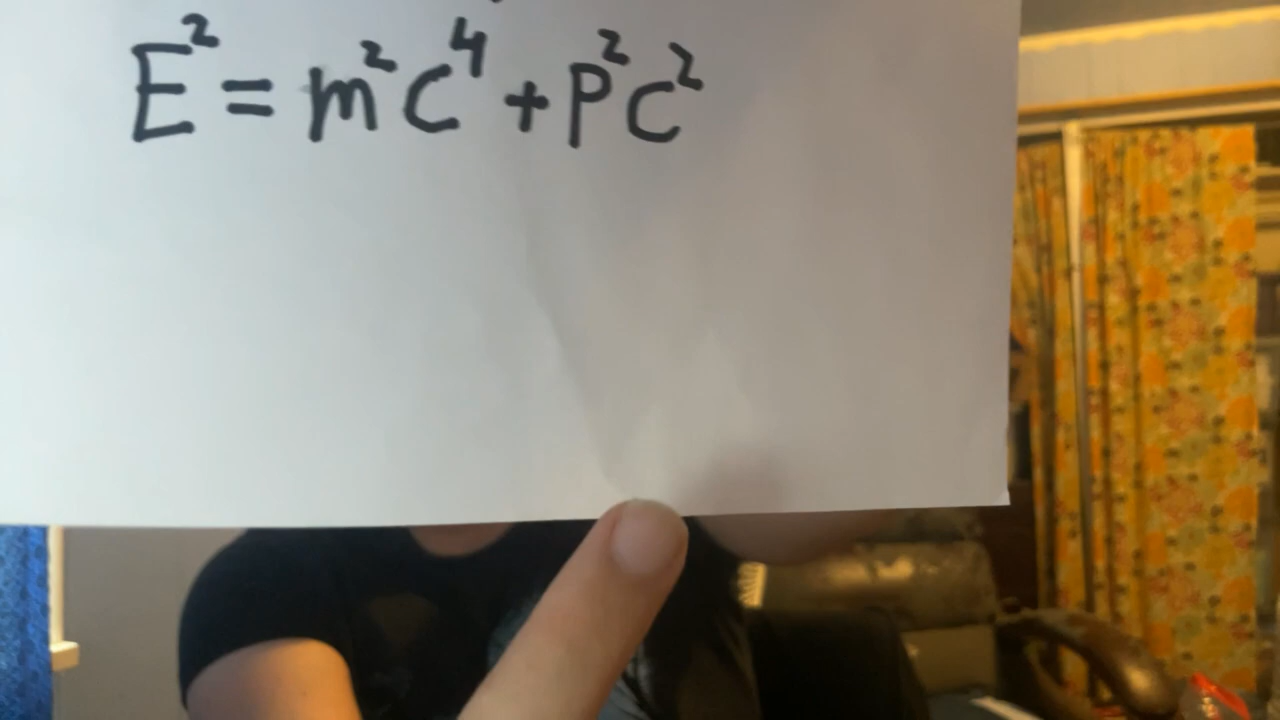 E² = m²c⁴ + P²c²